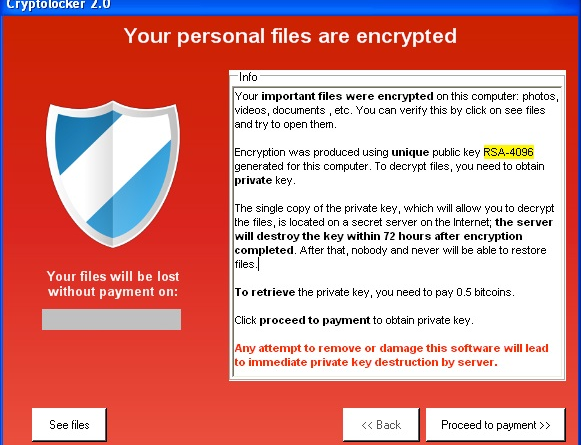 Cryptolocker 2.0
Your personal files are encrypted
Info
Your important files were encrypted on this computer: photos,
videos, documents , etc. You can verify this by click on see files
and try to open them.
Encryption was produced using unique public key RSA-4096
generated for this computer. To decrypt files, you need to obtain
private key.
The single copy of the private key, which will allow you to decrypt
the files, is located on a secret server on the Internet; the server
will destroy the key within 72 hours after encryption
completed. After that, nobody and never will be able to restore
files.
To retrieve the private key, you need to pay 0.5 bitcoins.
Click proceed to payment to obtain private key.
Any attempt to remove or damage this software will lead
to immediate private key destruction by server.
Your files will be lost
without payment on:
See files
<< Back
Proceed to payment >>